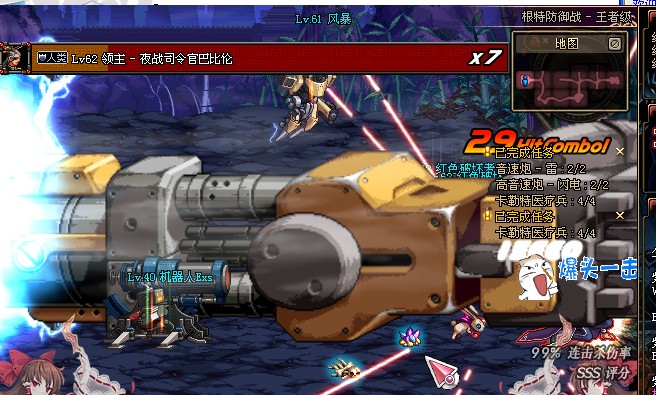 Lv.61 风暴
根特防御战 - 王者级
人类 Lv62 领主 - 夜战司令官巴比伦
x7
地图
29 Hit Combo!
已完成任务
红色破坏者
音速炮 - 雷 : 2/2
高音速炮 - 闪电 : 2/2
卡勒特医疗兵 : 4/4
已完成任务
卡勒特医疗兵 : 4/4
爆头一击
Lv.40 机器人Exs
99% 连击杀伤率
SSS 评分